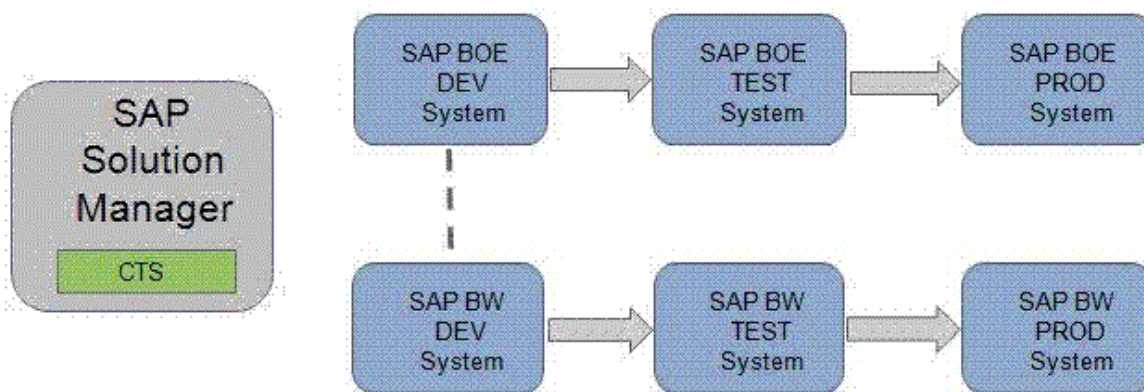 SAP
Solution
Manager
CTS
SAP BOE
DEV
System
SAP BOE
TEST
System
SAP BOE
PROD
System
SAP BW
DEV
System
SAP BW
TEST
System
SAP BW
PROD
System